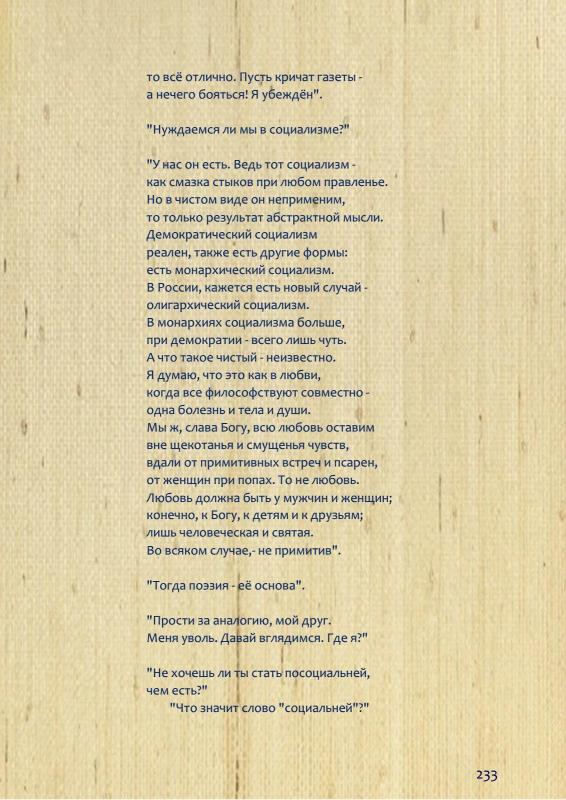 то всё отлично. Пусть кричат газеты -
а нечего бояться! Я убеждён".
"Нуждаемся ли мы в социализме?"
"У нас он есть. Ведь тот социализм -
как смазка стыков при любом правленье.
Но в чистом виде он неприменим,
то только результат абстрактной мысли.
Демократический социализм
реален, также есть другие формы:
есть монархический социализм.
В России, кажется есть новый случай -
олигархический социализм.
В монархиях социализма больше,
при демократии - всего лишь чуть.
А что такое чистый - неизвестно.
Я думаю, что это как в любви,
когда все философствуют совместно -
одна болезнь и тела и души.
Мы ж, слава Богу, всю любовь оставим
вне щекотанья и смущенья чувств,
вдали от примитивных встреч и псарен,
от женщин при попах. То не любовь.
Любовь должна быть у мужчин и женщин;
конечно, к Богу, к детям и к друзьям;
лишь человеческая и святая.
Во всяком случае,- не примитив".
"Тогда поэзия - её основа".
"Прости за аналогию, мой друг.
Меня уволь. Давай вглядимся. Где я?"
"Не хочешь ли ты стать посоциальней,
чем есть?"
"Что значит слово "социальней"?"
233